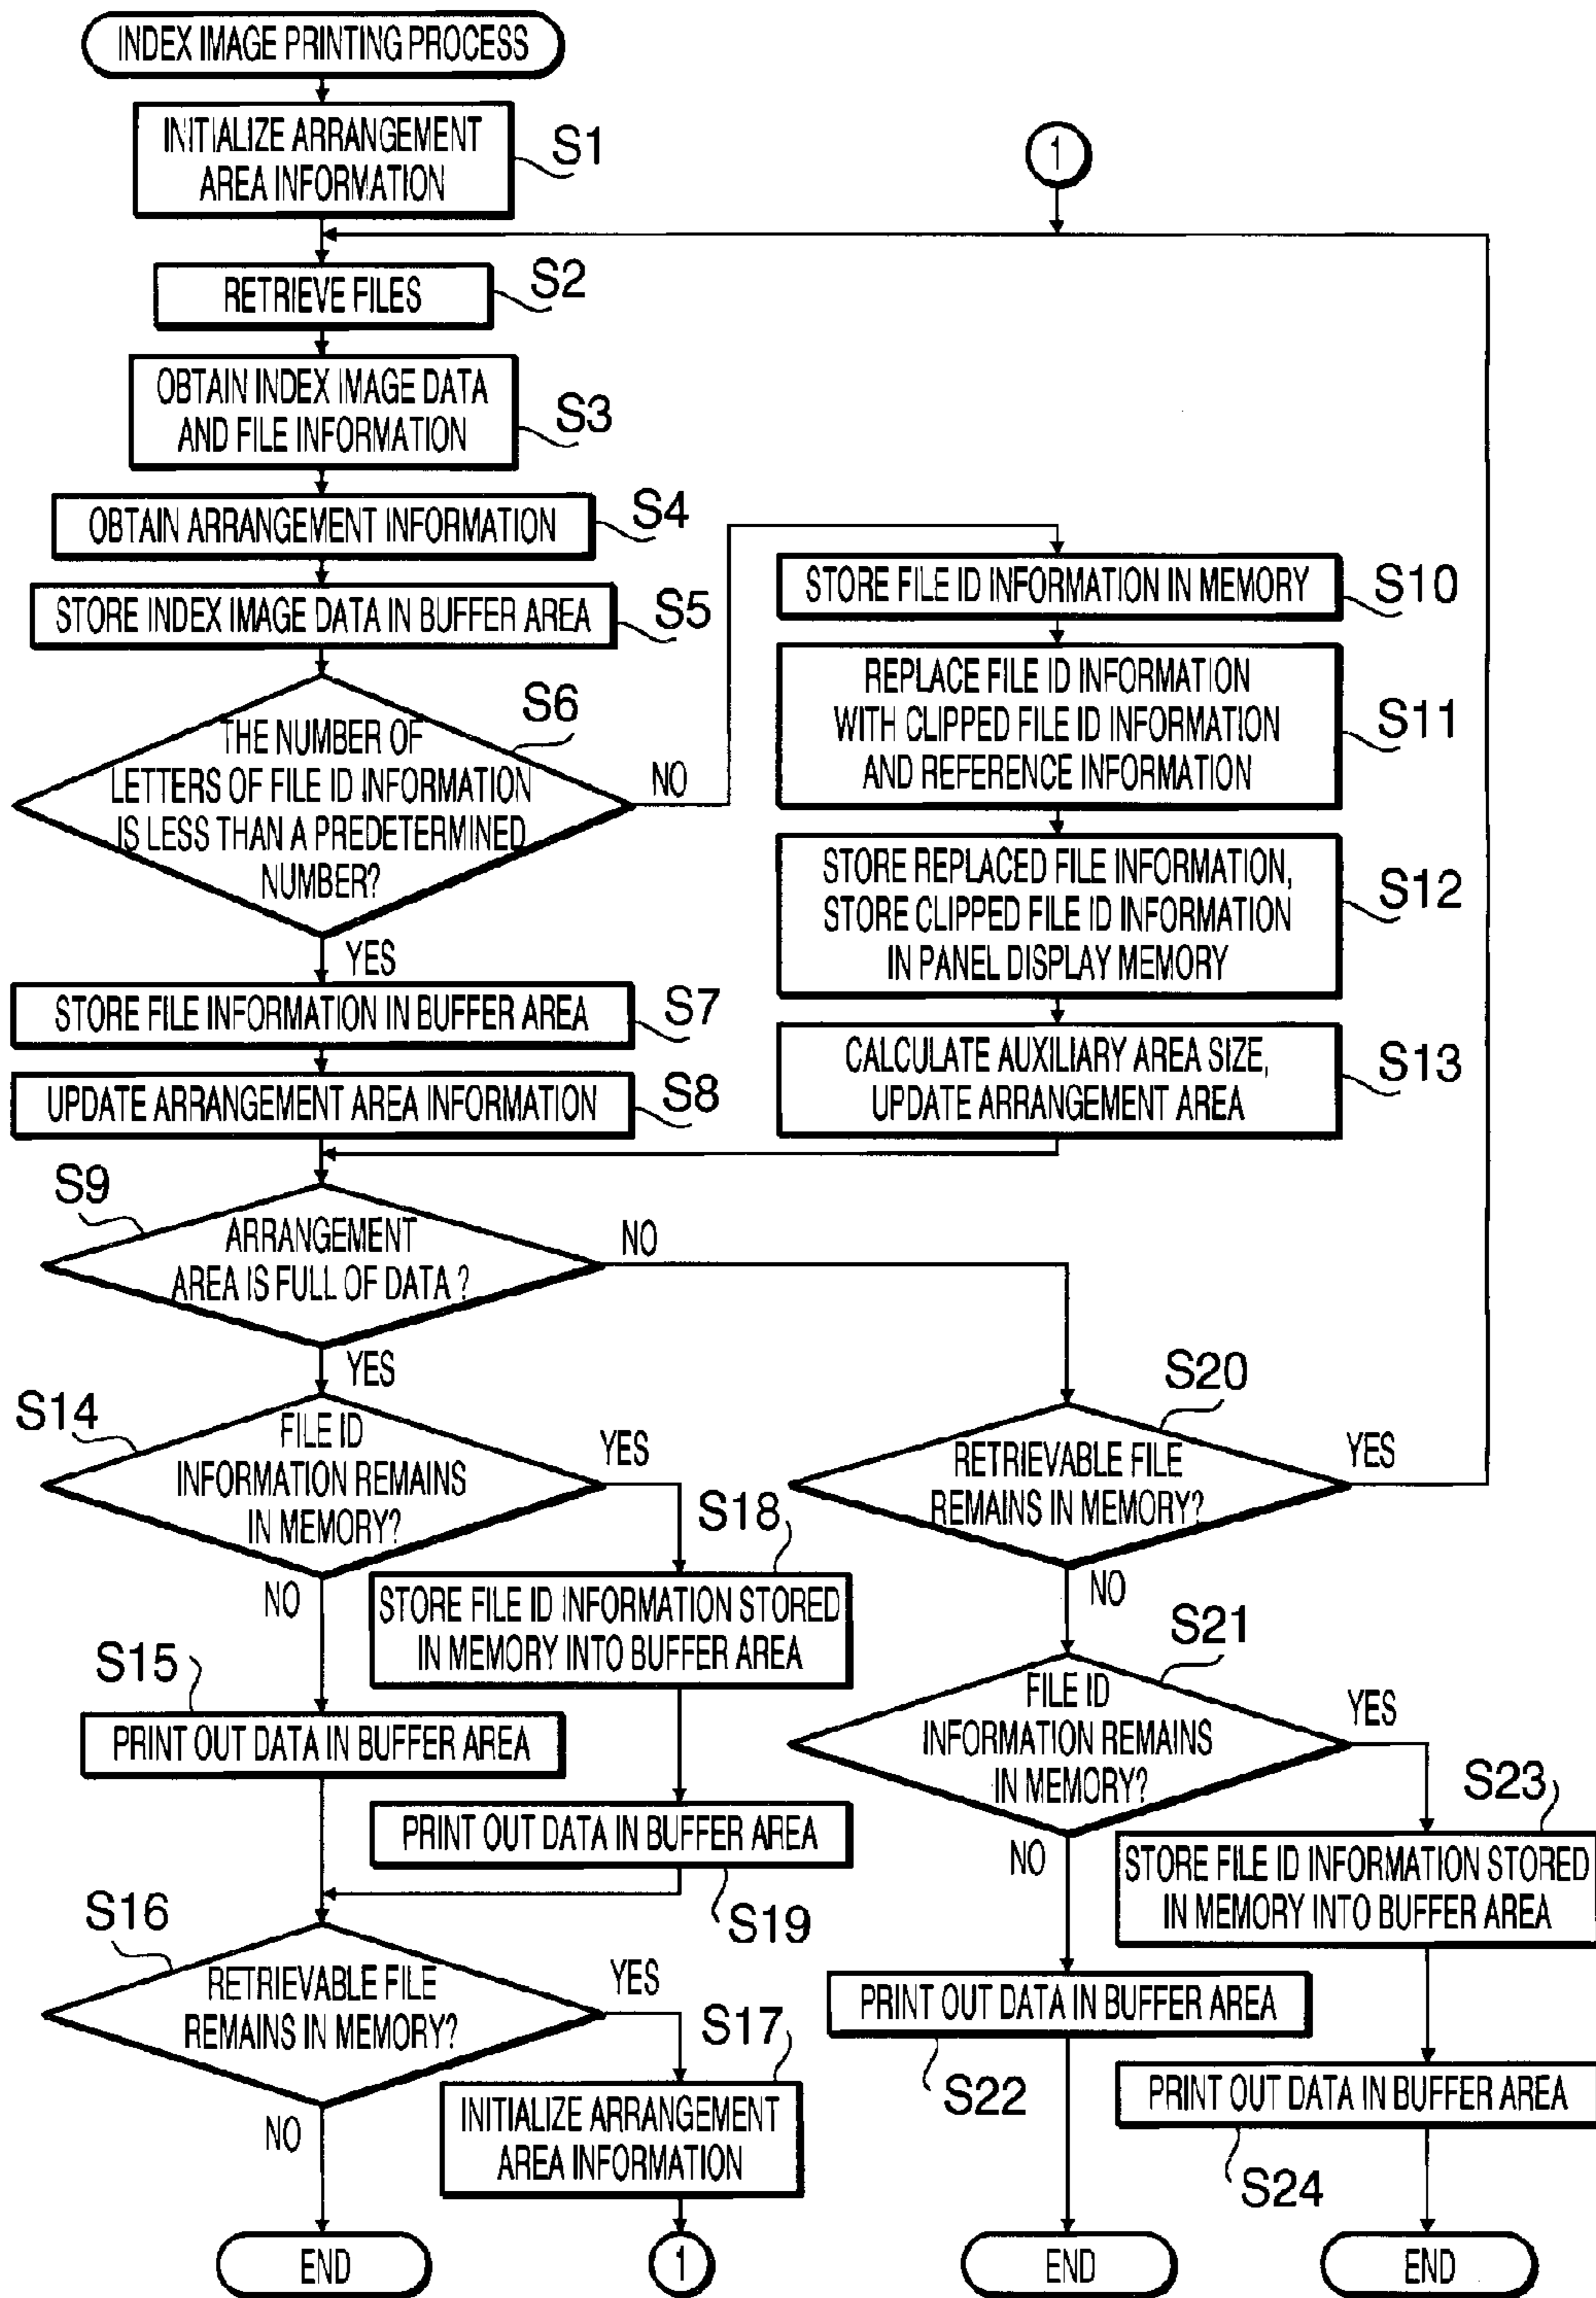 INDEX IMAGE PRINTING PROCESS
INITIALIZE ARRANGEMENT
AREA INFORMATION
S1
1
RETRIEVE FILES
S2
OBTAIN INDEX IMAGE DATA
AND FILE INFORMATION
S3
OBTAIN ARRANGEMENT INFORMATION
S4
STORE INDEX IMAGE DATA IN BUFFER AREA
S5
S6
THE NUMBER OF
LETTERS OF FILE ID INFORMATION
IS LESS THAN A PREDETERMINED
NUMBER?
NO
YES
STORE FILE INFORMATION IN BUFFER AREA
S7
UPDATE ARRANGEMENT AREA INFORMATION
S8
STORE FILE ID INFORMATION IN MEMORY
S10
REPLACE FILE ID INFORMATION
WITH CLIPPED FILE ID INFORMATION
AND REFERENCE INFORMATION
S11
STORE REPLACED FILE INFORMATION,
STORE CLIPPED FILE ID INFORMATION
IN PANEL DISPLAY MEMORY
S12
CALCULATE AUXILIARY AREA SIZE,
UPDATE ARRANGEMENT AREA
S13
S9
ARRANGEMENT
AREA IS FULL OF DATA ?
NO
YES
S14
FILE ID
INFORMATION REMAINS
IN MEMORY?
YES
NO
S18
STORE FILE ID INFORMATION STORED
IN MEMORY INTO BUFFER AREA
S15
PRINT OUT DATA IN BUFFER AREA
PRINT OUT DATA IN BUFFER AREA
S19
S16
RETRIEVABLE FILE
REMAINS IN MEMORY?
YES
NO
S17
INITIALIZE ARRANGEMENT
AREA INFORMATION
END
1
S20
RETRIEVABLE FILE
REMAINS IN MEMORY?
YES
NO
S21
FILE ID
INFORMATION REMAINS
IN MEMORY?
YES
NO
S23
STORE FILE ID INFORMATION STORED
IN MEMORY INTO BUFFER AREA
PRINT OUT DATA IN BUFFER AREA
S22
PRINT OUT DATA IN BUFFER AREA
S24
END
END